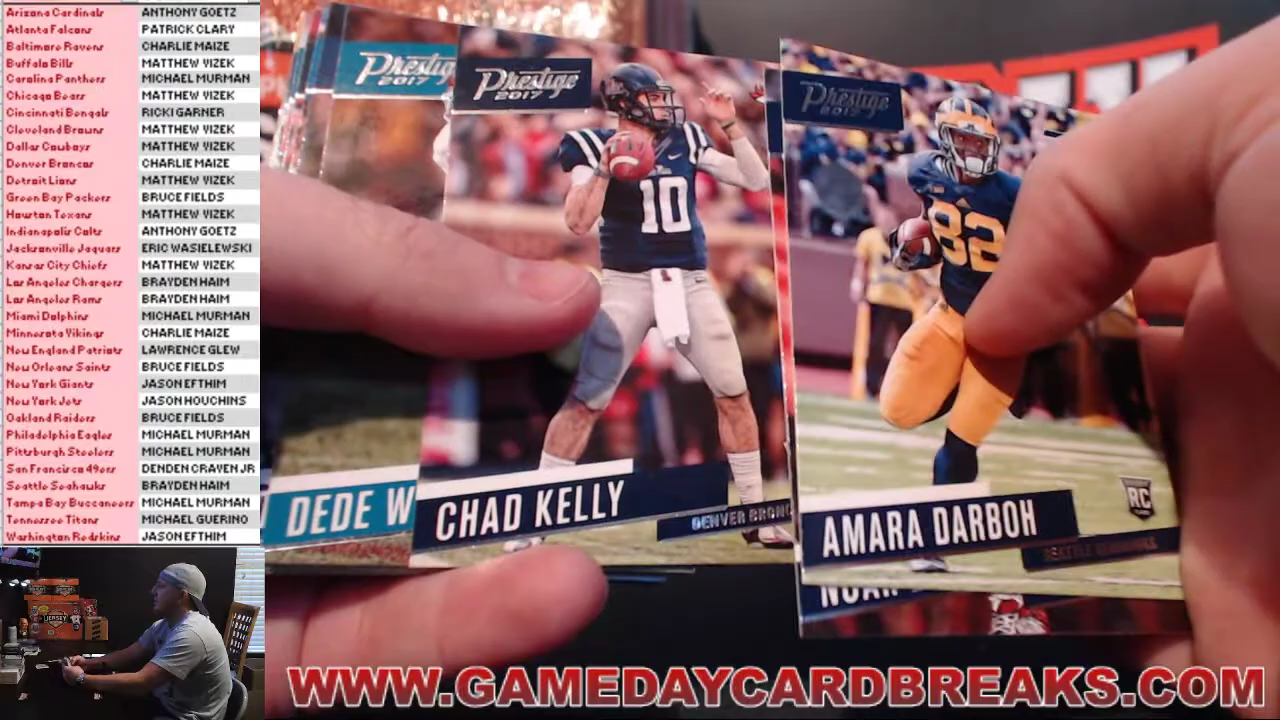 Arizona Cardinals ANTHONY GOETZ
Atlanta Falcons PATRICK CLARY
Baltimore Ravens CHARLIE MAIZE
Buffalo Bills MATTHEW VIZEK
Carolina Panthers MICHAEL MURMAN
Chicago Bears MATTHEW VIZEK
Cincinnati Bengals RICKI GARNER
Cleveland Browns MATTHEW VIZEK
Dallas Cowboys MATTHEW VIZEK
Denver Broncos CHARLIE MAIZE
Detroit Lions MATTHEW VIZEK
Green Bay Packers BRUCE FIELDS
Houston Texans MATTHEW VIZEK
Indianapolis Colts ANTHONY GOETZ
Jacksonville Jaguars ERIC WASIELEWSKI
Kansas City Chiefs MATTHEW VIZEK
Los Angeles Chargers BRAYDEN HAIM
Los Angeles Rams BRAYDEN HAIM
Miami Dolphins MICHAEL MURMAN
Minnesota Vikings CHARLIE MAIZE
New England Patriots LAWRENCE GLEW
New Orleans Saints BRUCE FIELDS
New York Giants JASON EFTHIM
New York Jets JASON HOUCHINS
Oakland Raiders BRUCE FIELDS
Philadelphia Eagles MICHAEL MURMAN
Pittsburgh Steelers MICHAEL MURMAN
San Francisco 49ers DENDEN CRAVEN JR
Seattle Seahawks BRAYDEN HAIM
Tampa Bay Buccaneers MICHAEL MURMAN
Tennessee Titans MICHAEL GUERINO
Washington Redskins JASON EFTHIM
Prestige
2017
DEDE W
Prestige
2017
10
CHAD KELLY
DENVER BRONC
Prestige
2017
82
RC
AMARA DARBOH
SEATTLE SEAHAWKS
NOAH
JERSEY
WWW.GAMEDAYCARDBREAKS.COM